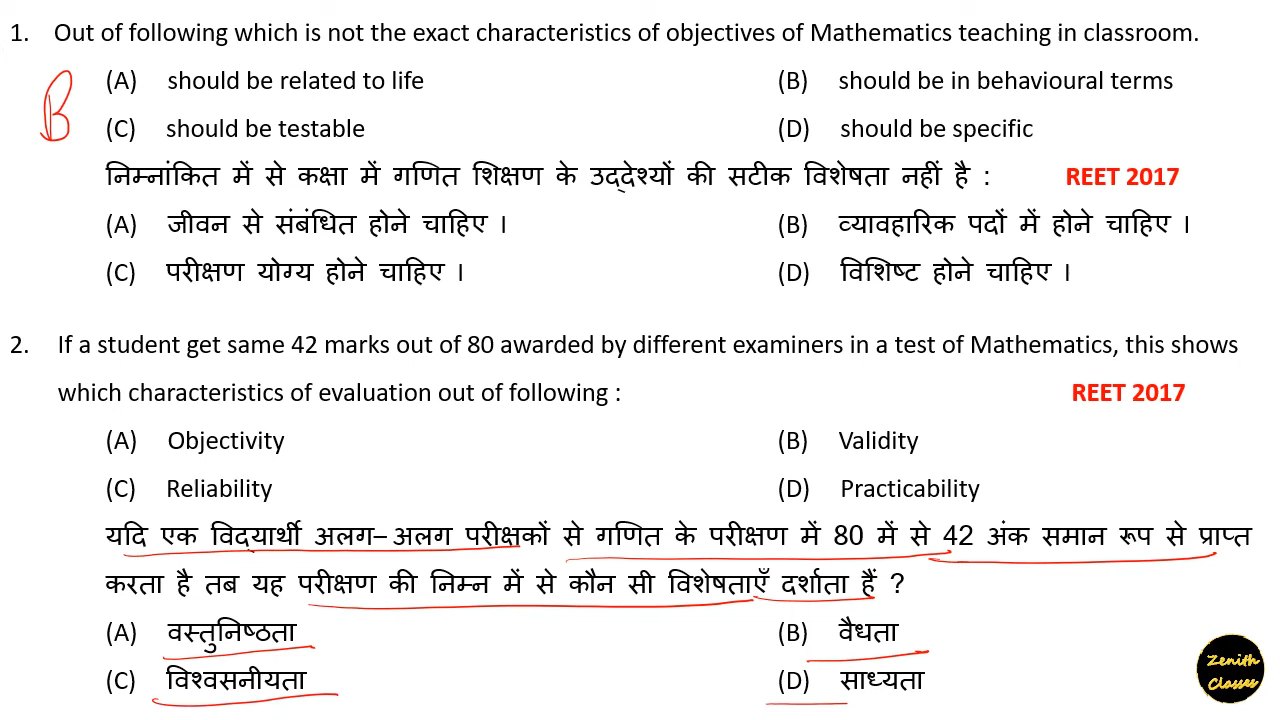 1. Out of following which is not the exact characteristics of objectives of Mathematics teaching in classroom.
(A) should be related to life (B) should be in behavioural terms
B
(C) should be testable (D) should be specific
निम्नांकित में से कक्षा में गणित शिक्षण के उद्देश्यों की सटीक विशेषता नहीं है : REET 2017
(A) जीवन से संबंधित होने चाहिए । (B) व्यावहारिक पदों में होने चाहिए ।
(C) परीक्षण योग्य होने चाहिए । (D) विशिष्ट होने चाहिए ।
2. If a student get same 42 marks out of 80 awarded by different examiners in a test of Mathematics, this shows
which characteristics of evaluation out of following : REET 2017
(A) Objectivity (B) Validity
(C) Reliability (D) Practicability
यदि एक विद्यार्थी अलग–अलग परीक्षकों से गणित के परीक्षण में 80 में से 42 अंक समान रूप से प्राप्त
करता है तब यह परीक्षण की निम्न में से कौन सी विशेषताएँ दर्शाता हैं ?
(A) वस्तुनिष्ठता (B) वैधता
(C) विश्वसनीयता (D) साध्यता
Zenith
Classes